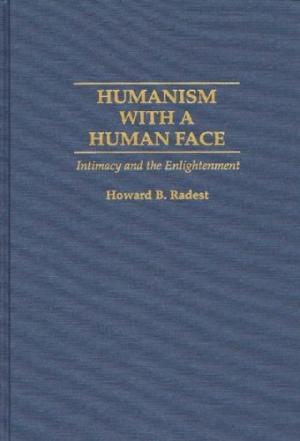 HUMANISM
WITH A
HUMAN FACE
Intimacy and the Enlightenment
Howard B. Radest